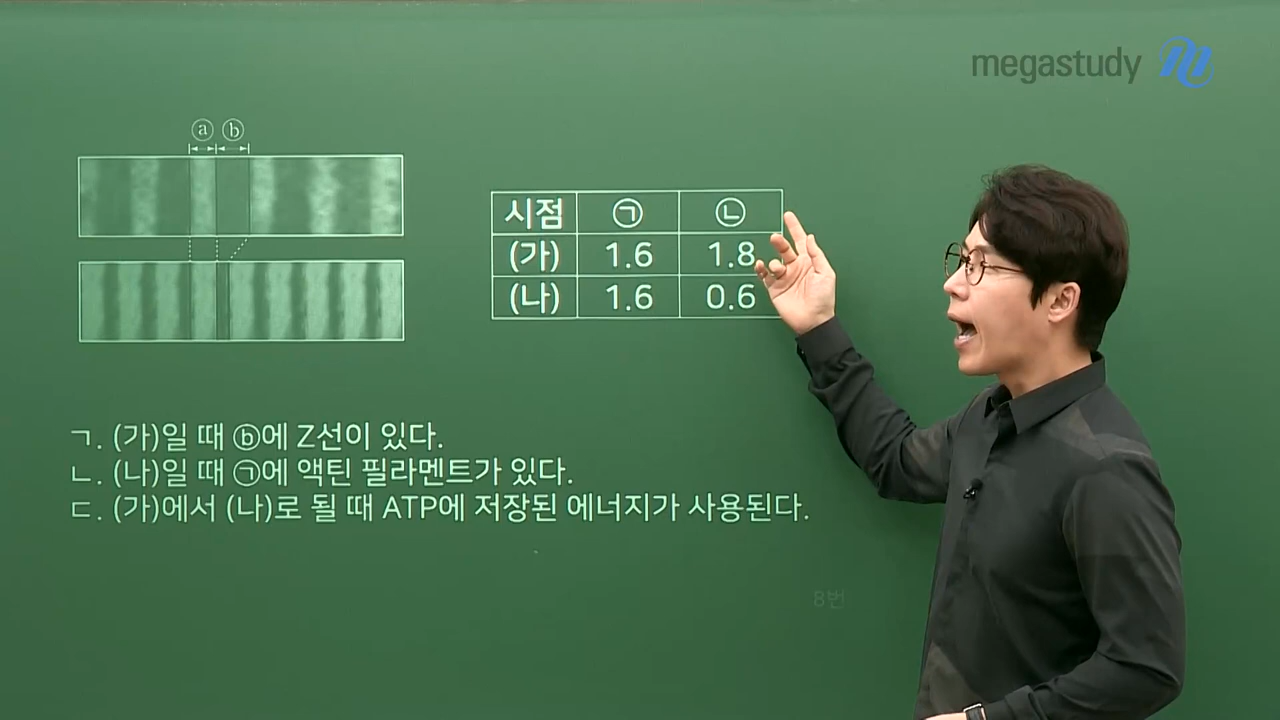 megastudy
ⓐ ⓑ
시점 ㉠ ㉡
(가) 1.6 1.8
(나) 1.6 0.6
ㄱ. (가)일 때 ⓑ에 Z선이 있다.
ㄴ. (나)일 때 ㉠에 액틴 필라멘트가 있다.
ㄷ. (가)에서 (나)로 될 때 ATP에 저장된 에너지가 사용된다.
8번